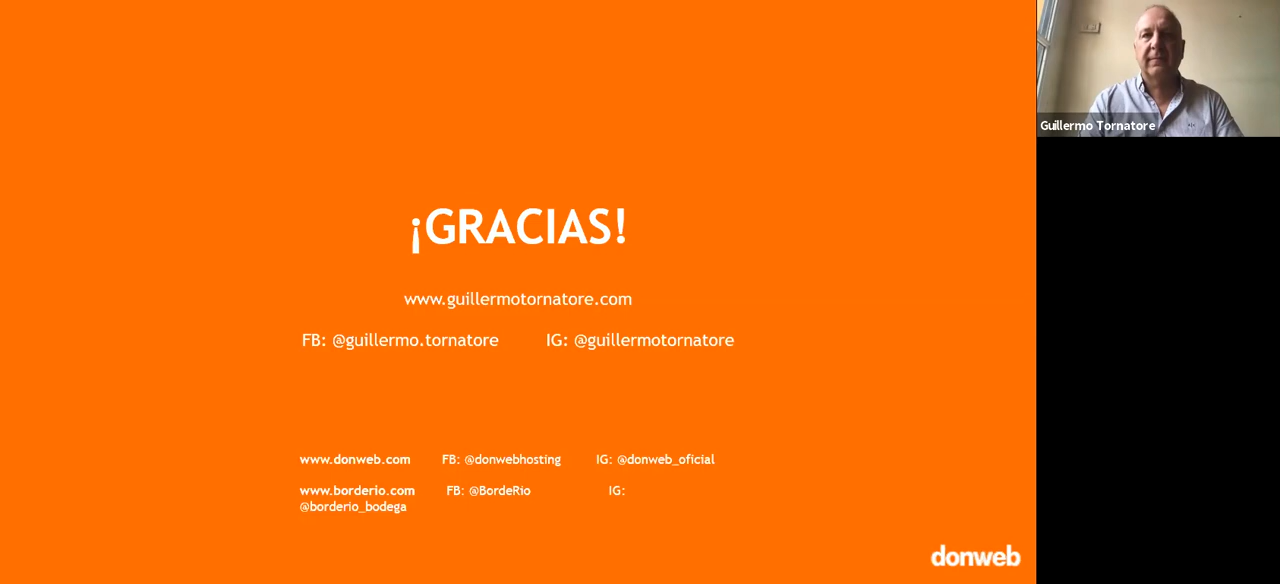 ¡GRACIAS!
www.guillermotornatore.com
FB: @guillermo.tornatore IG: @guillermotornatore
www.donweb.com FB: @donwebhosting IG: @donweb_oficial
www.borderio.com FB: @BordeRio IG:
@borderio_bodega
donweb
Guillermo Tornatore